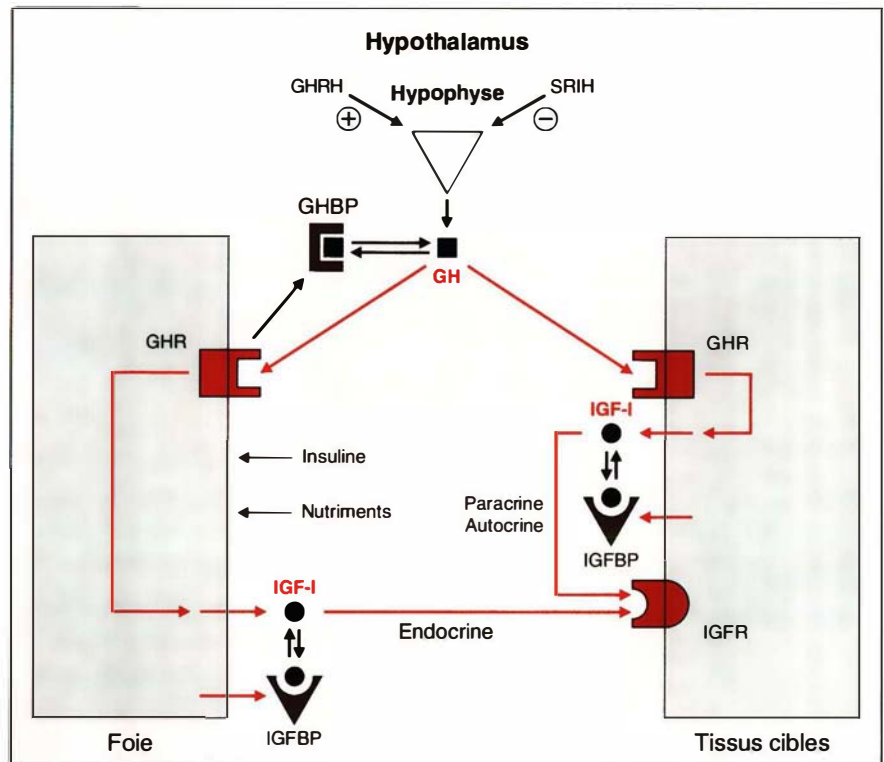 Hypothalamus
GHRH
Hypophyse
SRIH
+
−
GHBP
GH
GHR
GHR
IGF-I
Insuline
Nutriments
Paracrine
Autocrine
IGFBP
IGF-I
Endocrine
IGFR
IGFBP
Foie
Tissus cibles